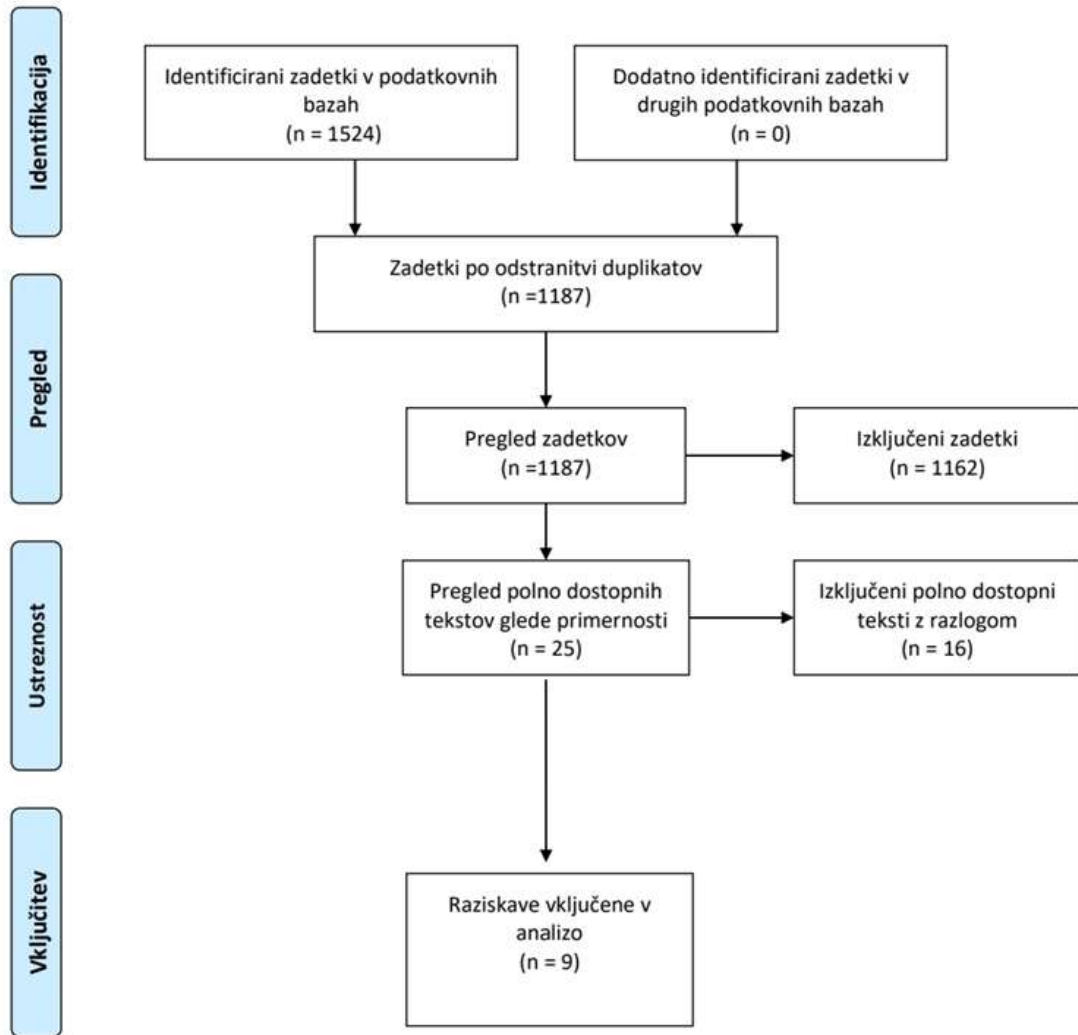 Identifikacija
Identificirani zadetki v podatkovnih
bazah
(n = 1524)
Dodatno identificirani zadetki v
drugih podatkovnih bazah
(n = 0)
Zadetki po odstranitvi duplikatov
(n =1187)
Pregled
Pregled zadetkov
(n =1187)
Izključeni zadetki
(n = 1162)
Ustreznost
Pregled polno dostopnih
tekstov glede primernosti
(n = 25)
Izključeni polno dostopni
teksti z razlogom
(n = 16)
Vključitev
Raziskave vključene v
analizo
(n = 9)